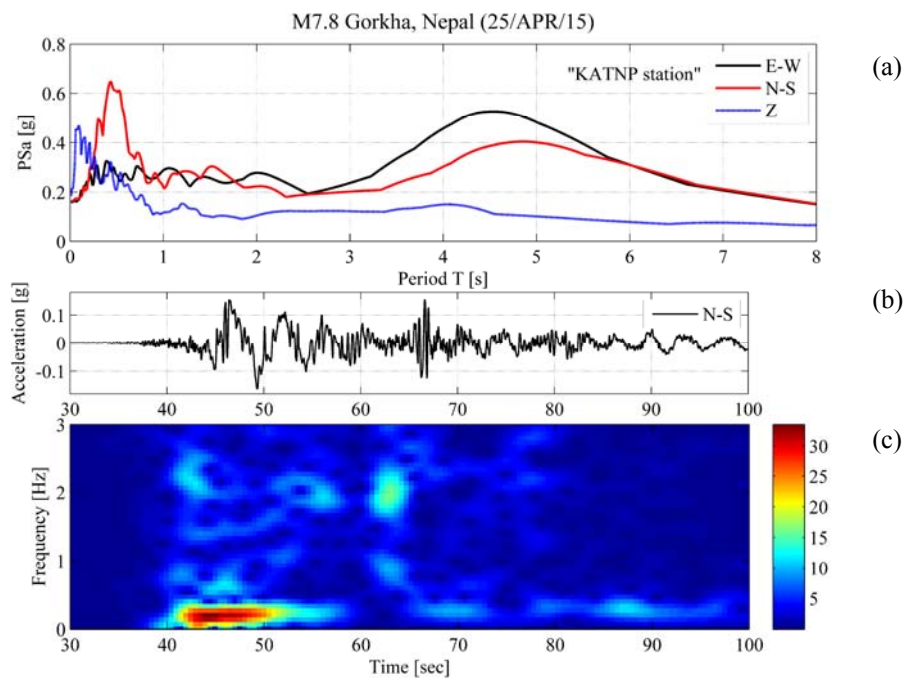 M7.8 Gorkha, Nepal (25/APR/15)
(a)
PSa [g]
0.8
0.6
0.4
0.2
0
"KATNP station"
E-W
N-S
Z
0 1 2 3 4 5 6 7 8
Period T [s]
(b)
Acceleration [g]
0.1
0
-0.1
N-S
30 40 50 60 70 80 90 100
(c)
Frequency [Hz]
3
2
1
0
30 40 50 60 70 80 90 100
Time [sec]
30
25
20
15
10
5